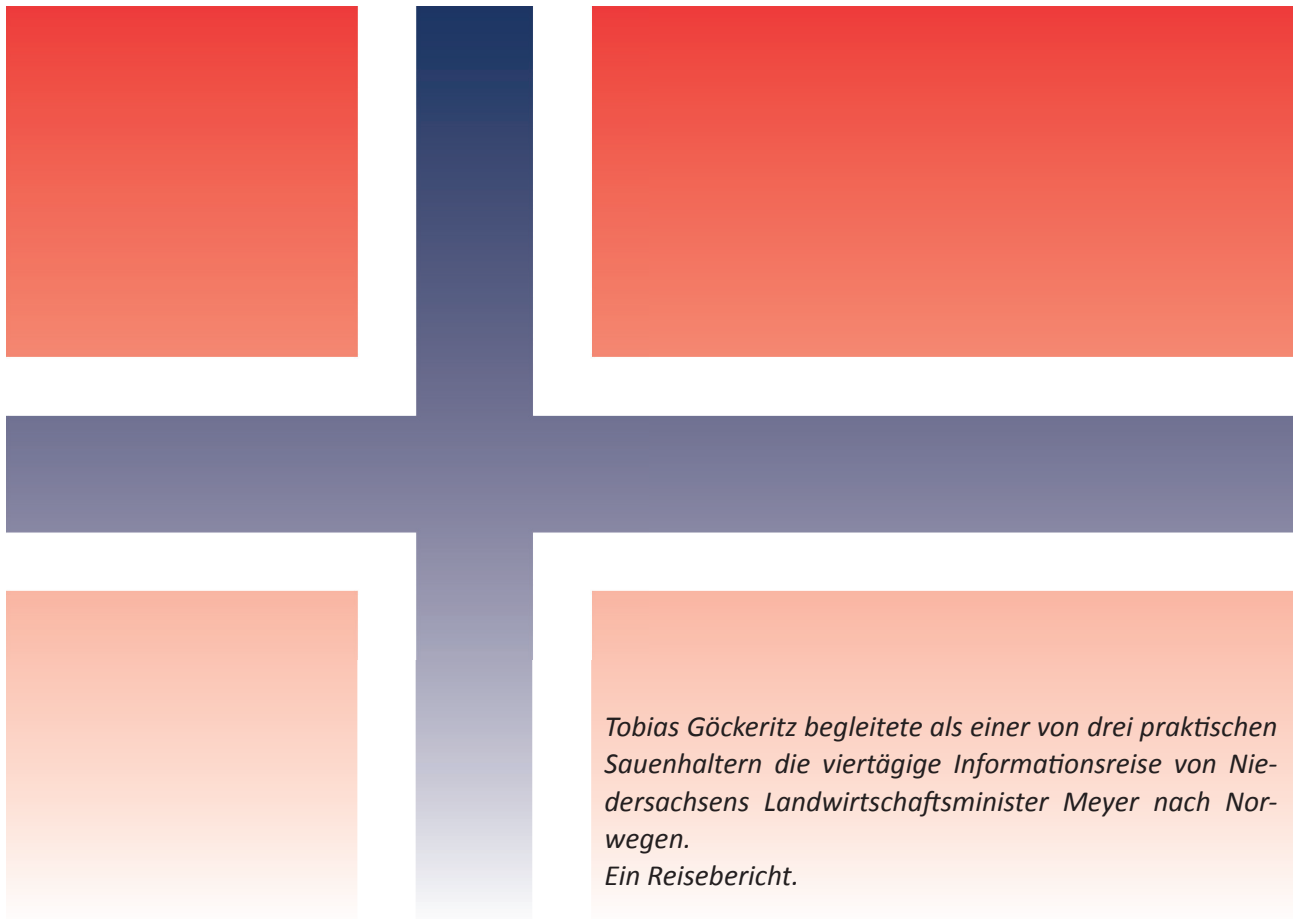 Tobias Göckeritz begleitete als einer von drei praktischen
Sauenhaltern die viertägige Informationsreise von Nie-
dersachsens Landwirtschaftsminister Meyer nach Nor-
wegen.
Ein Reisebericht.